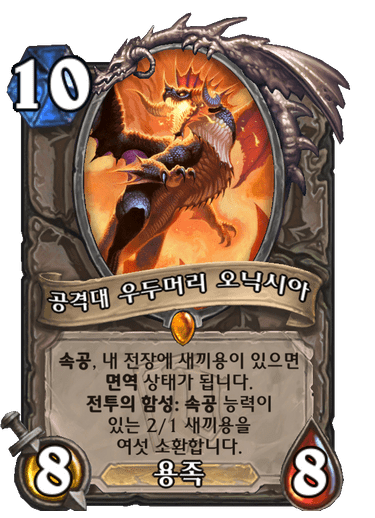 10
공격대 우두머리 오닉시아
속공, 내 전장에 새끼용이 있으면
면역 상태가 됩니다.
전투의 함성: 속공 능력이
있는 2/1 새끼용을
여섯 소환합니다.
8
용족
8